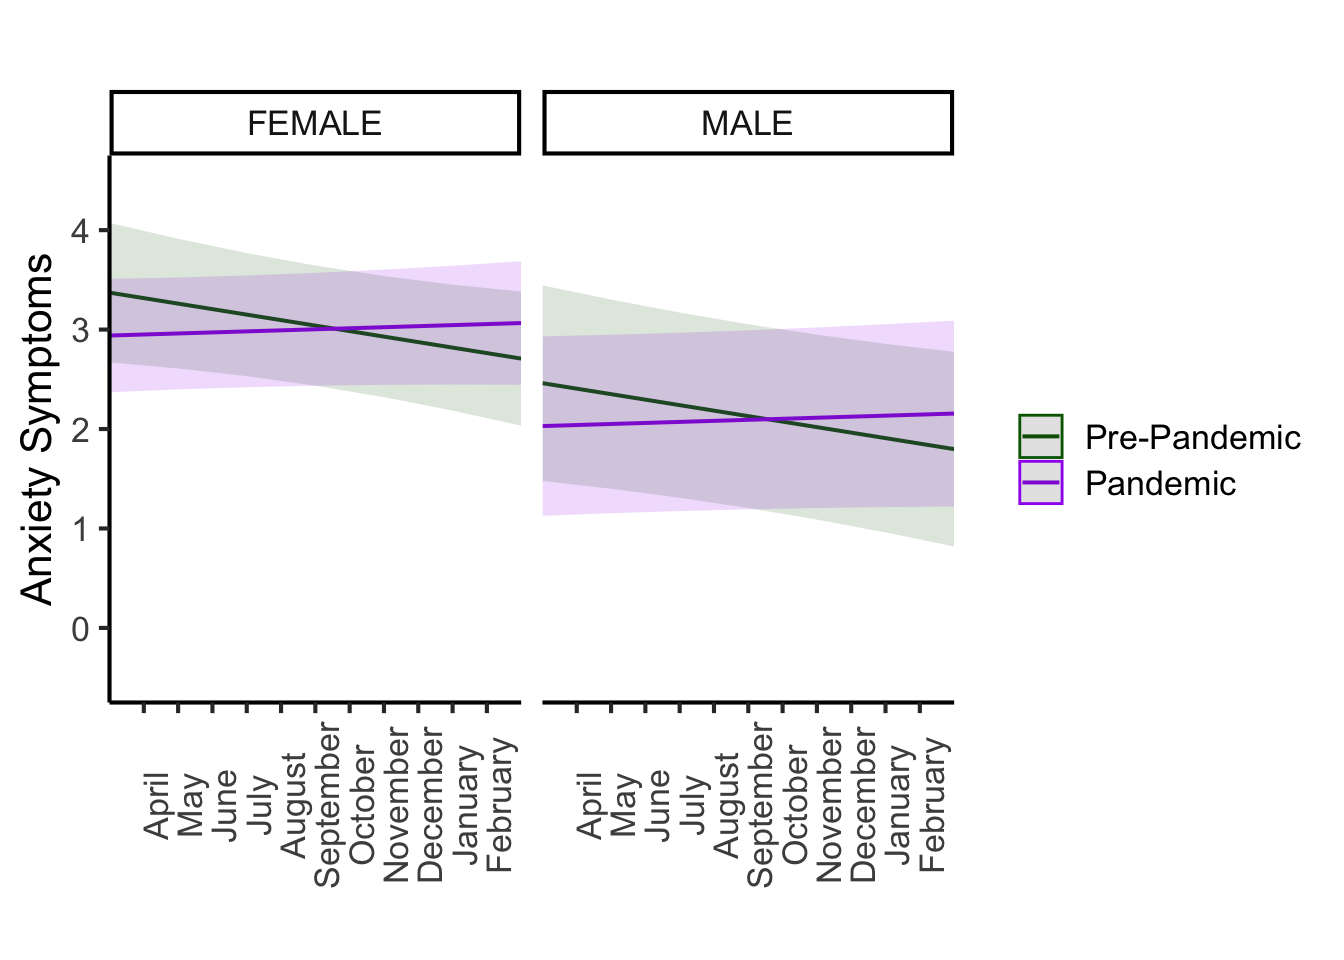 FEMALE
MALE
Anxiety Symptoms
4
3
2
1
0
April
May
June
July
August
September
October
November
December
January
February
April
May
June
July
August
September
October
November
December
January
February
Pre-Pandemic
Pandemic